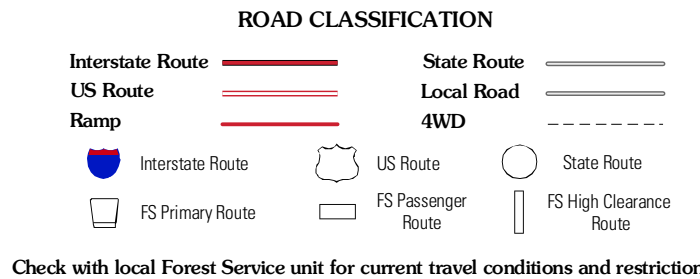 ROAD CLASSIFICATION
Interstate Route
State Route
US Route
Local Road
Ramp
4WD
Interstate Route
US Route
State Route
FS Primary Route
FS Passenger
Route
FS High Clearance
Route
Check with local Forest Service unit for current travel conditions and